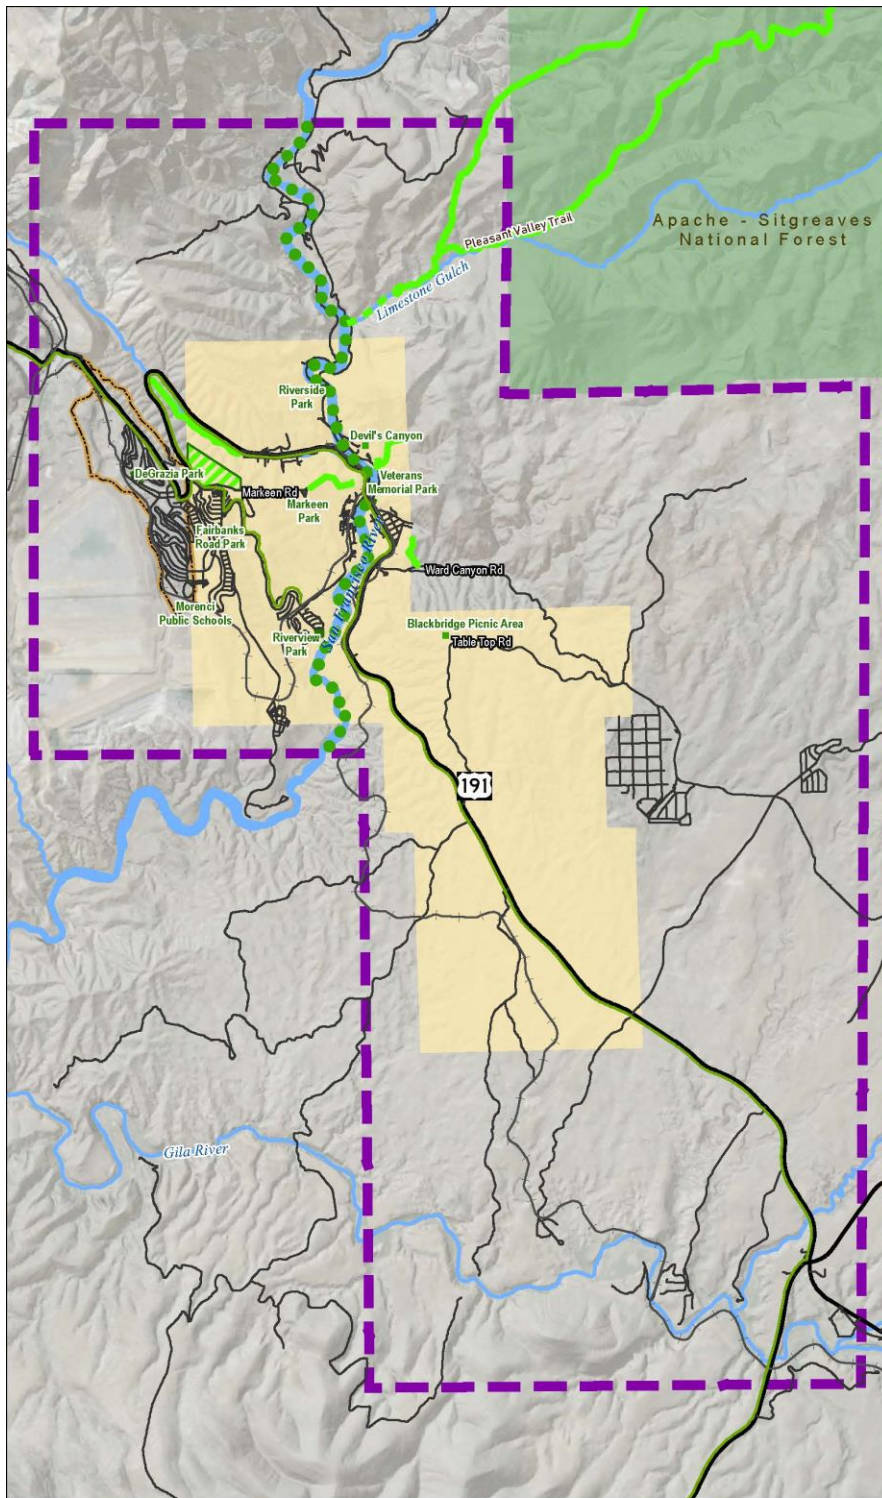 Pleasant Valley Trail
Apache - Sitgreaves
National Forest
Limestone Gulch
Riverside
Park
Devil's Canyon
DeGrazia Park
Veterans
Memorial Park
Markeen Rd
Markeen
Park
Fairbanks
Road Park
San Francisco River
Ward Canyon Rd
Morenci
Public Schools
Blackbridge Picnic Area
Riverview
Park
Table Top Rd
191
Gila River